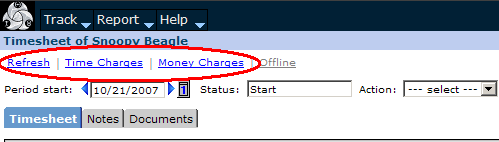 Track Report Help
Timesheet of Snoopy Beagle
Refresh | Time Charges | Money Charges | Offline
Period start: 10/21/2007 1 Status: Start Action: --- select ---
Timesheet Notes Documents